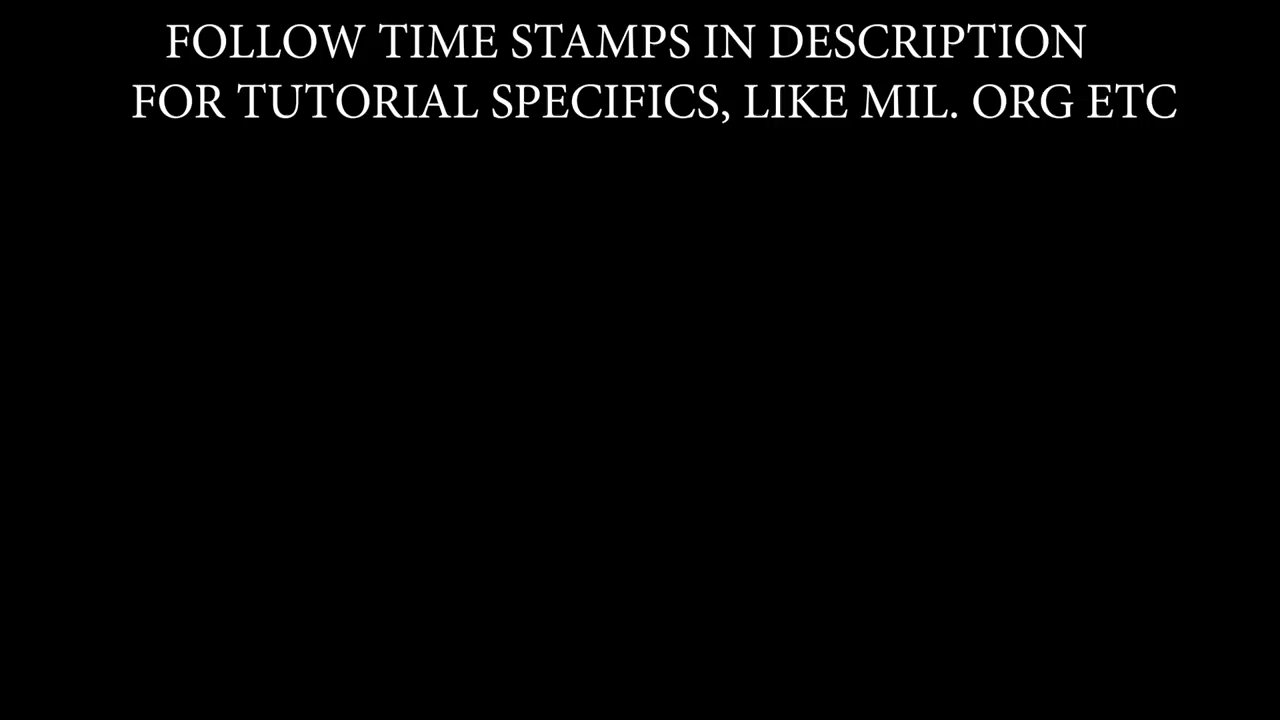 FOLLOW TIME STAMPS IN DESCRIPTION
FOR TUTORIAL SPECIFICS, LIKE MIL. ORG ETC